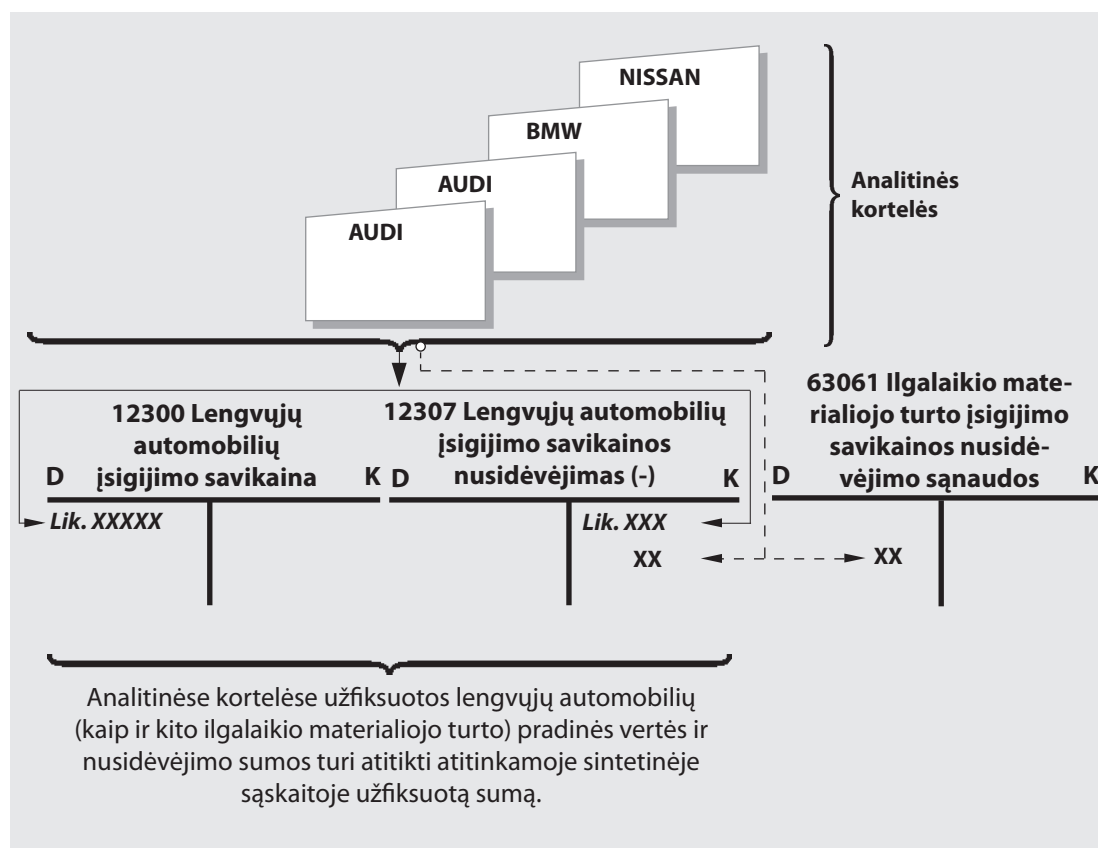 NISSAN
BMW
AUDI
AUDI
Analitinės
kortelės
12300 Lengvųjų
automobilių
įsigijimo savikaina
D
K
12307 Lengvųjų automobilių
įsigijimo savikainos
nusidėvėjimas (-)
D
K
63061 Ilgalaikio mate-
rialiojo turto įsigijimo
savikainos nusidė-
vėjimo sąnaudos
D
K
Lik. XXXXX
Lik. XXX
XX
XX
Analitinėse kortelėse užfiksuotos lengvųjų automobilių
(kaip ir kito ilgalaikio materialiojo turto) pradinės vertės ir
nusidėvėjimo sumos turi atitikti atitinkamoje sintetinėje
sąskaitoje užfiksuotą sumą.